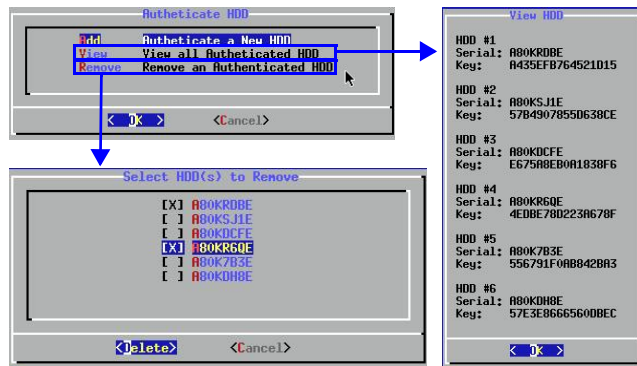 Autheticate HDD
Add Autheticate a New HDD
View View all Autheticated HDD
Remove Remove an Authenticated HDD
< OK > <Cancel>
Select HDD(s) to Remove
[X] A80KRDBE
[ ] A80KSJ1E
[ ] A80KDCFE
[X] A80KR6QE
[ ] A80K7B3E
[ ] A80KDH8E
<Delete> <Cancel>
View HDD
HDD #1
Serial: A80KRDBE
Key: A435EFB764521D15
HDD #2
Serial: A80KSJ1E
Key: 57B4907855D638CE
HDD #3
Serial: A80KDCFE
Key: E675A8EB0A1838F6
HDD #4
Serial: A80KR6QE
Key: 4EDBE78D223A678F
HDD #5
Serial: A80K7B3E
Key: 556791F0AB842BA3
HDD #6
Serial: A80KDH8E
Key: 57E3E8666560DBEC
< OK >